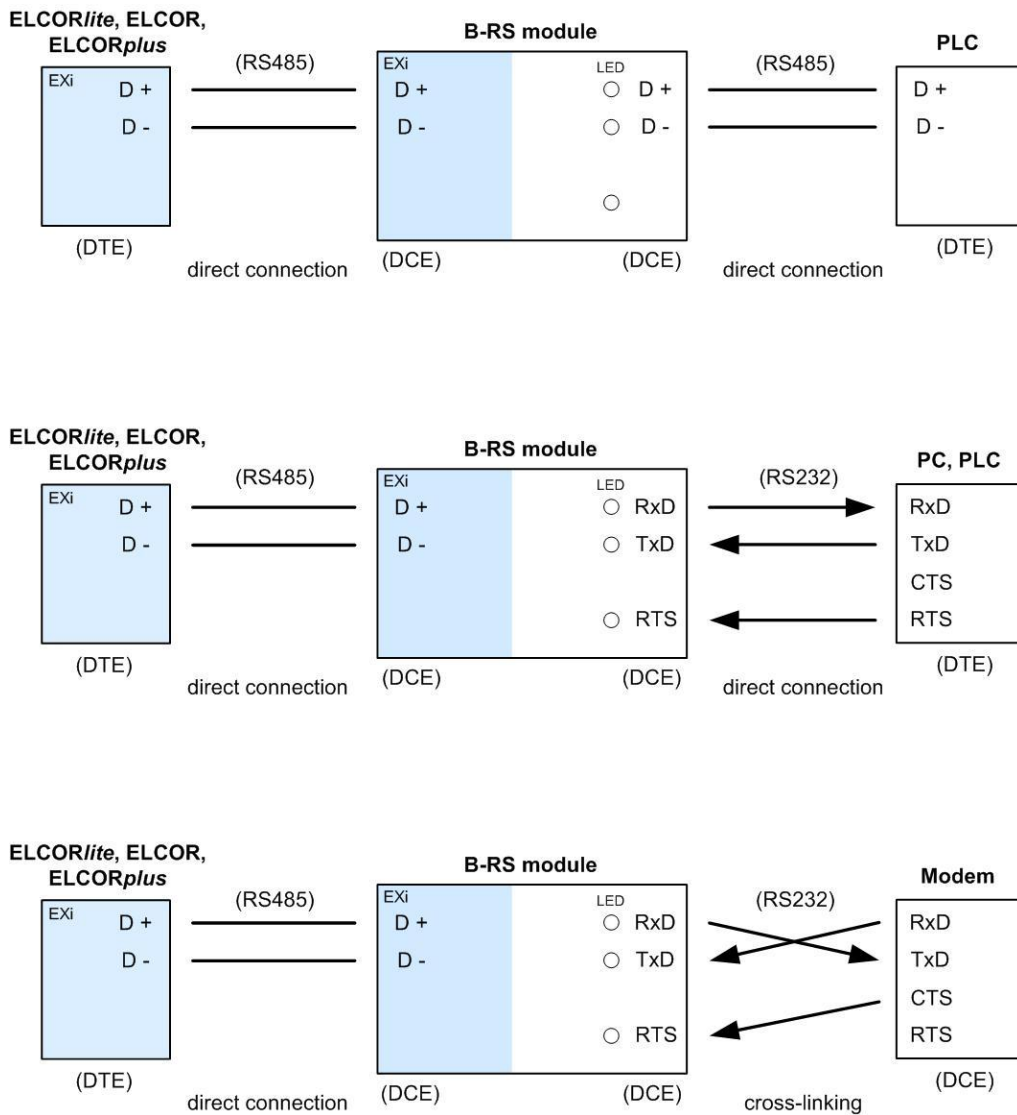 ELCORlite, ELCOR,
ELCORplus
B-RS module
PLC
(RS485)
(RS485)
EXi
D +
D -
EXi
D +
D -
LED
D +
D -
D +
D -
(DTE)
direct connection
(DCE)
(DCE)
direct connection
(DTE)
ELCORlite, ELCOR,
ELCORplus
B-RS module
PC, PLC
(RS485)
(RS232)
EXi
D +
D -
EXi
D +
D -
LED
RxD
TxD
RTS
RxD
TxD
CTS
RTS
(DTE)
direct connection
(DCE)
(DCE)
direct connection
(DTE)
ELCORlite, ELCOR,
ELCORplus
B-RS module
Modem
(RS485)
(RS232)
EXi
D +
D -
EXi
D +
D -
LED
RxD
TxD
RTS
RxD
TxD
CTS
RTS
(DTE)
direct connection
(DCE)
(DCE)
cross-linking
(DCE)